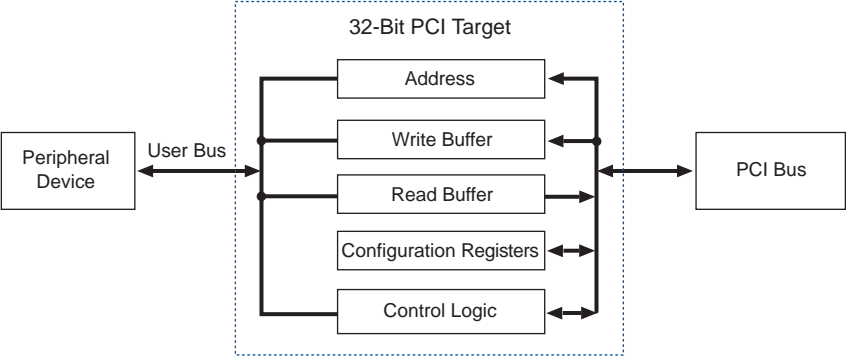 32-Bit PCI Target
Address
Write Buffer
Peripheral
Device
User Bus
PCI Bus
Read Buffer
Configuration Registers
Control Logic